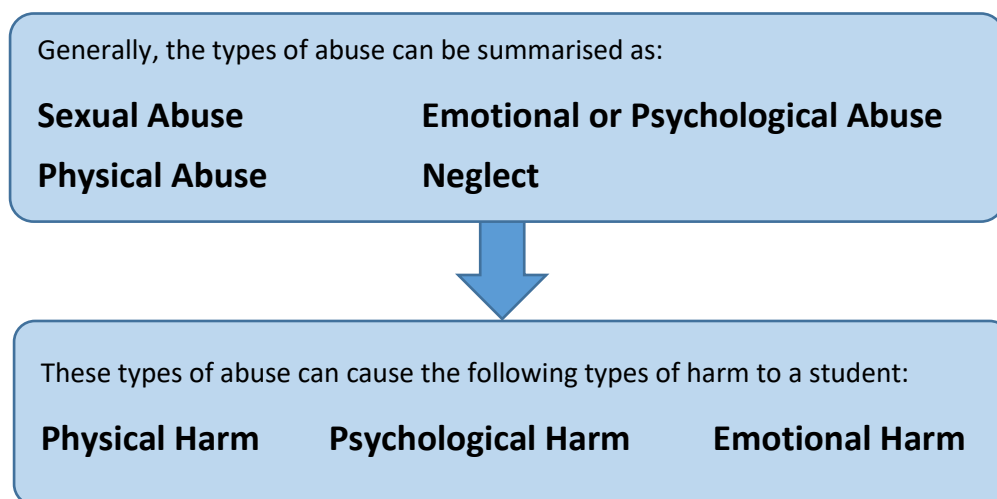 Generally, the types of abuse can be summarised as:
Sexual Abuse Emotional or Psychological Abuse
Physical Abuse Neglect
These types of abuse can cause the following types of harm to a student:
Physical Harm Psychological Harm Emotional Harm